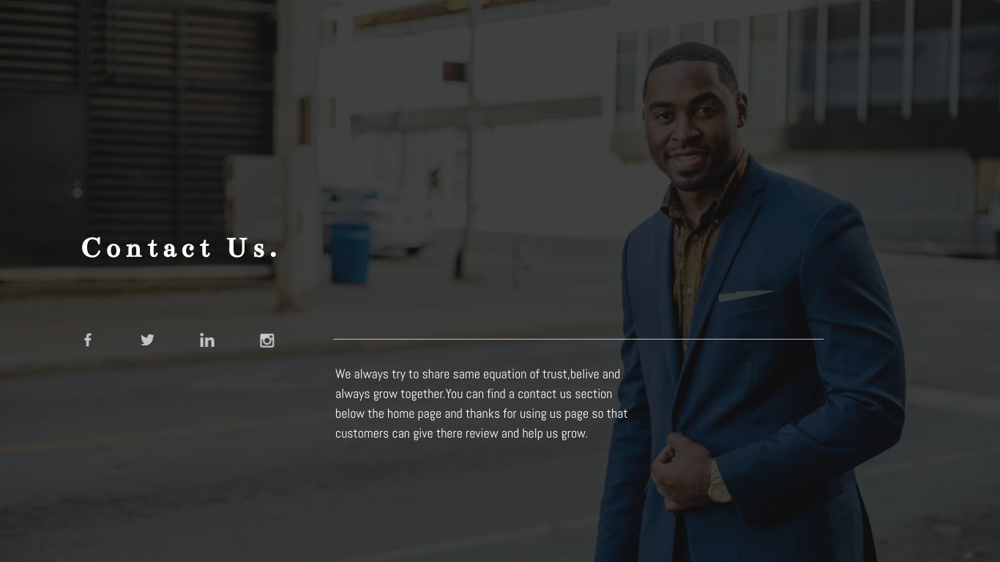 Contact Us.
We always try to share same equation of trust,belive and
always grow together.You can find a contact us section
below the home page and thanks for using us page so that
customers can give there review and help us grow.